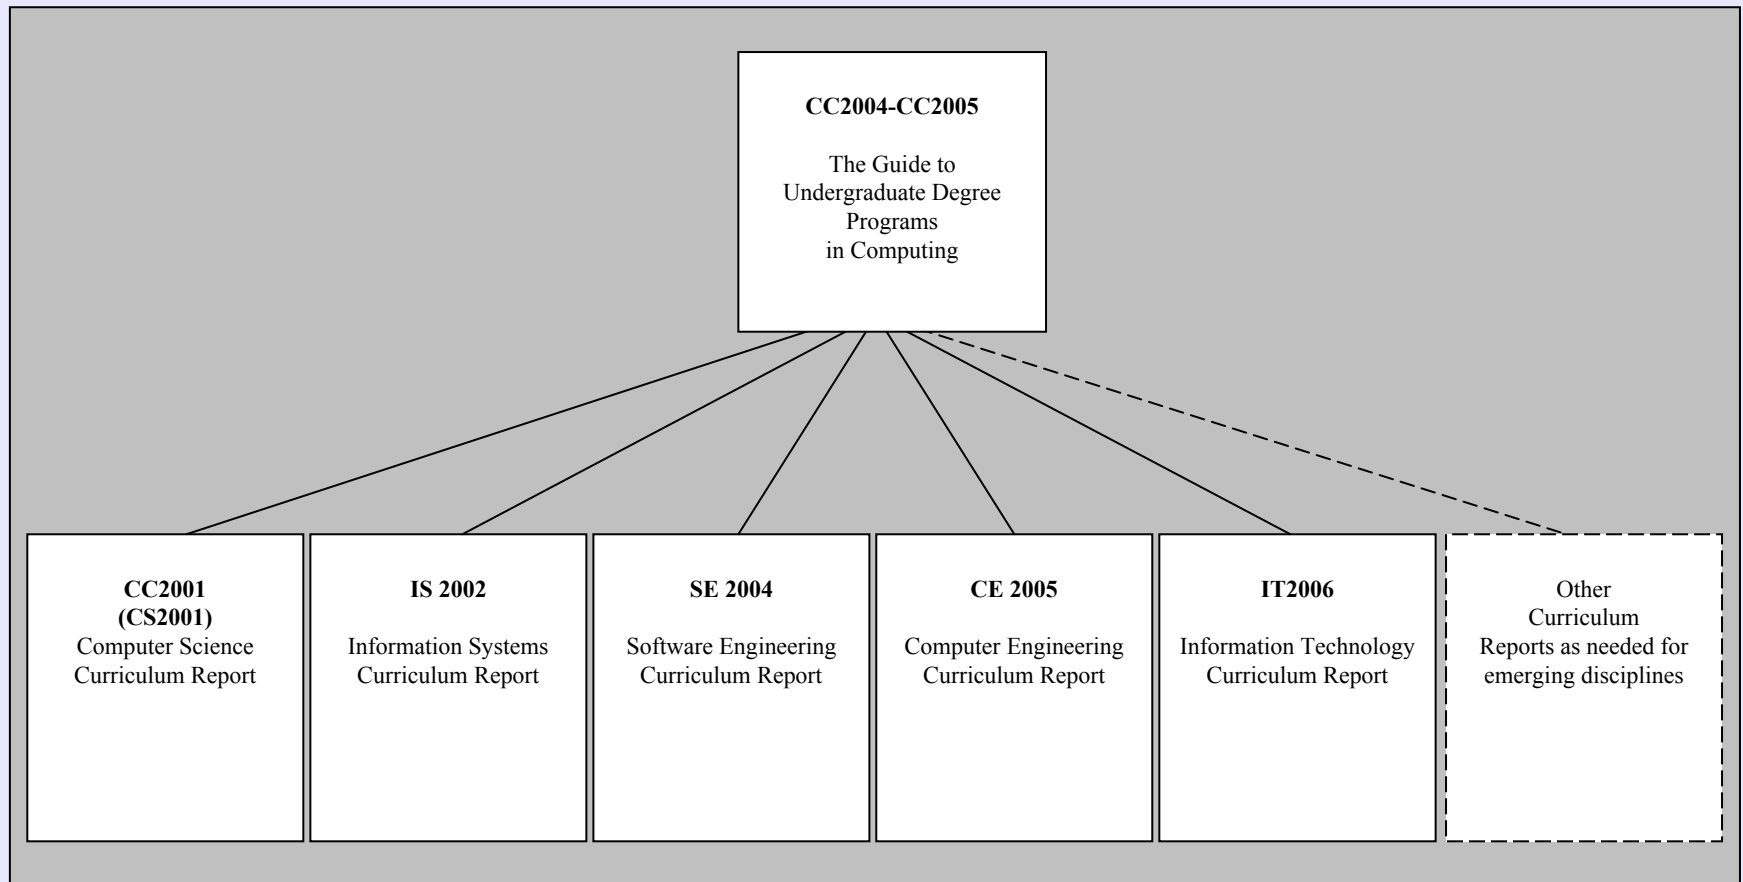 CC2004-CC2005
The Guide to
Undergraduate Degree
Programs
in Computing
CC2001
(CS2001)
Computer Science
Curriculum Report
IS 2002
Information Systems
Curriculum Report
SE 2004
Software Engineering
Curriculum Report
CE 2005
Computer Engineering
Curriculum Report
IT2006
Information Technology
Curriculum Report
Other
Curriculum
Reports as needed for
emerging disciplines